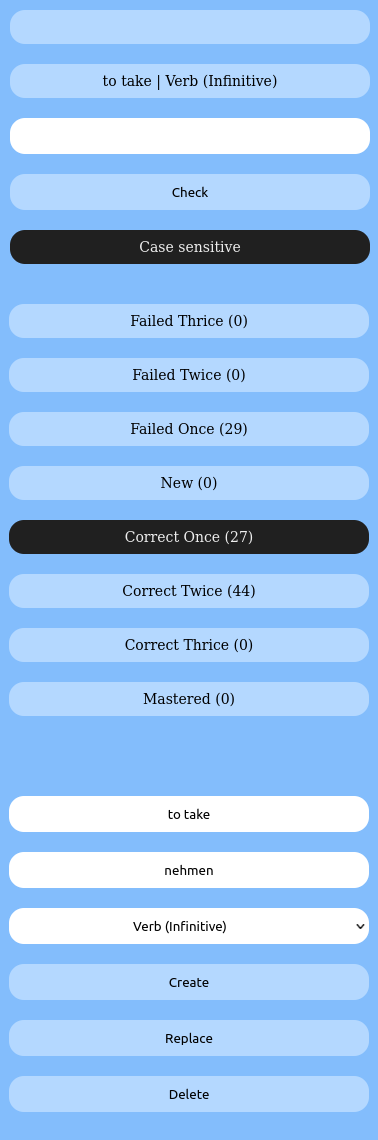 to take | Verb (Infinitive)
Check
Case sensitive
Failed Thrice (0)
Failed Twice (0)
Failed Once (29)
New (0)
Correct Once (27)
Correct Twice (44)
Correct Thrice (0)
Mastered (0)
to take
nehmen
Verb (Infinitive)
Create
Replace
Delete